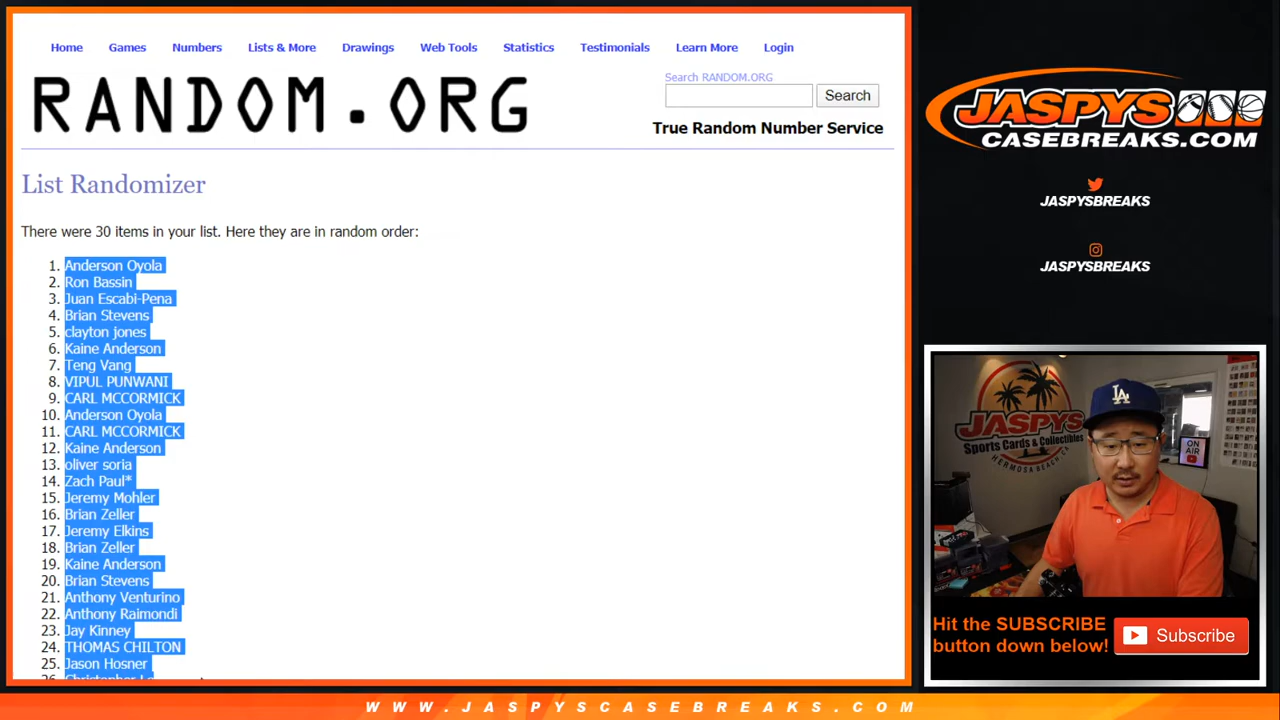 Home Games Numbers Lists & More Drawings Web Tools Statistics Testimonials Learn More Login
RANDOM.ORG
Search RANDOM.ORG
Search
True Random Number Service
List Randomizer
There were 30 items in your list. Here they are in random order:
1. Anderson Oyola
2. Ron Bassin
3. Juan Escabi-Pena
4. Brian Stevens
5. clayton jones
6. Kaine Anderson
7. Teng Vang
8. VIPUL PUNWANI
9. CARL MCCORMICK
10. Anderson Oyola
11. CARL MCCORMICK
12. Kaine Anderson
13. oliver soria
14. Zach Paul*
15. Jeremy Mohler
16. Brian Zeller
17. Jeremy Elkins
18. Brian Zeller
19. Kaine Anderson
20. Brian Stevens
21. Anthony Venturino
22. Anthony Raimondi
23. Jay Kinney
24. THOMAS CHILTON
25. Jason Hosner
JASPYS
CASEBREAKS.COM
JASPYSBREAKS
JASPYSBREAKS
JASPYS
Sports Cards & Collectibles
HERMOSA BEACH CA
LA
ON
AIR
Hit the SUBSCRIBE
button down below!
Subscribe
WWW.JASPYSCASEBREAKS.COM